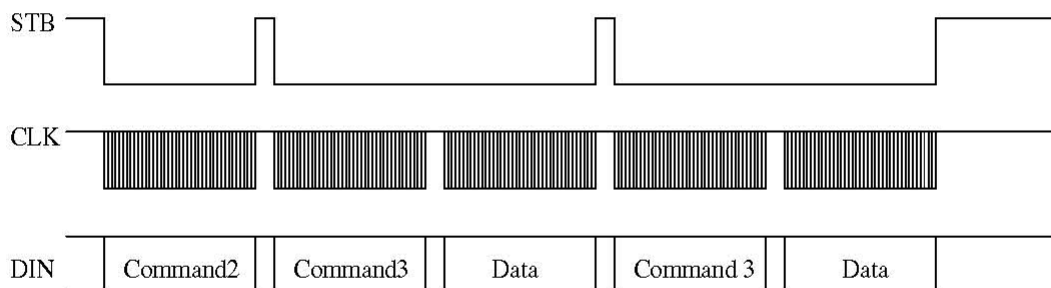 STB
CLK
DIN Command2 Command3 Data Command 3 Data